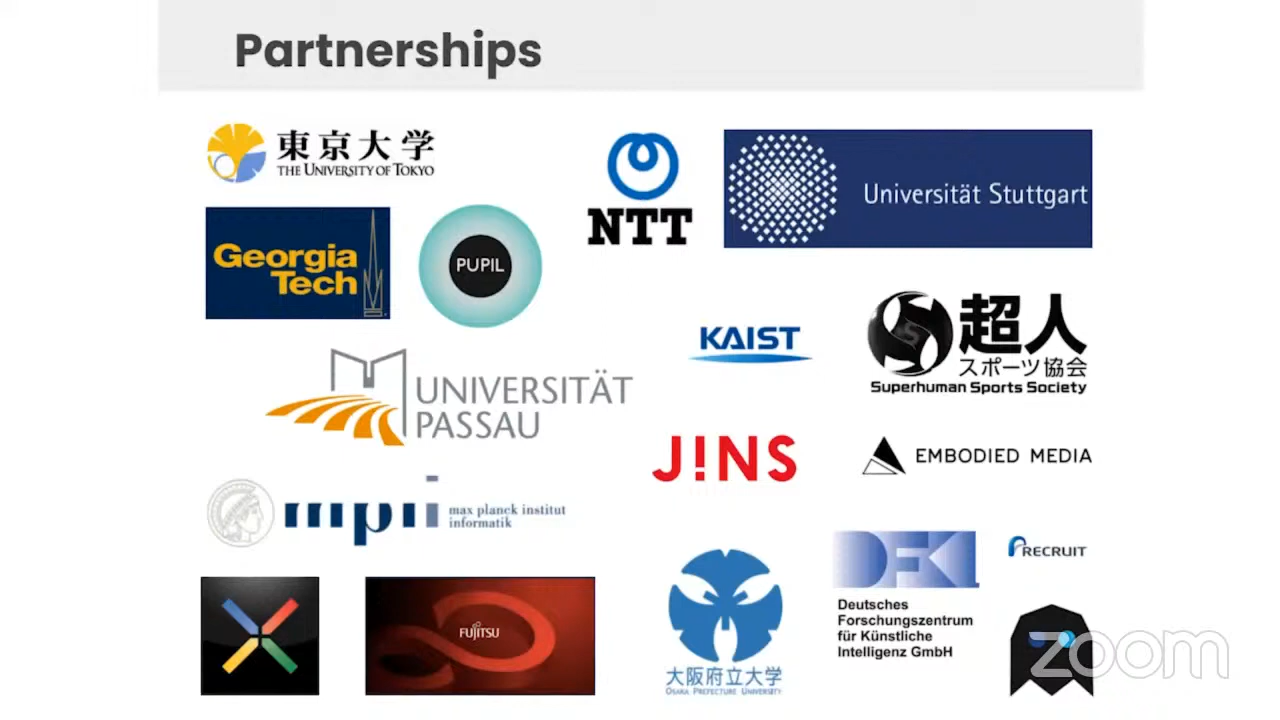 Partnerships
東京大学
THE UNIVERSITY OF TOKYO
NTT
Universität Stuttgart
Georgia
Tech
PUPIL
KAIST
超人
スポーツ協会
Superhuman Sports Society
UNIVERSITÄT
PASSAU
J!NS
EMBODIED MEDIA
mpii
max planck institut
informatik
DFKI
Deutsches
Forschungszentrum
für Künstliche
Intelligenz GmbH
RECRUIT
FUJITSU
大阪府立大学
OSAKA PREFECTURE UNIVERSITY
zoom